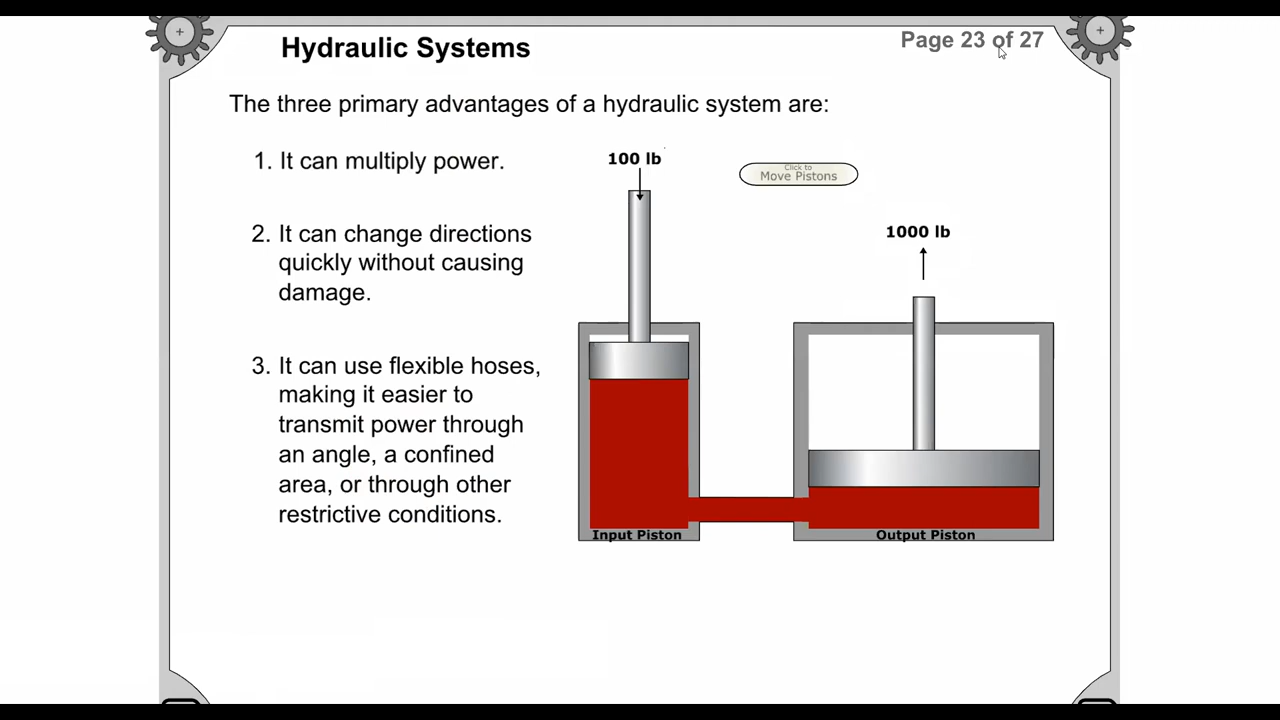 Hydraulic Systems
Page 23 of 27
The three primary advantages of a hydraulic system are:
1. It can multiply power.
2. It can change directions
quickly without causing
damage.
3. It can use flexible hoses,
making it easier to
transmit power through
an angle, a confined
area, or through other
restrictive conditions.
100 lb
Click to
Move Pistons
1000 lb
Input Piston
Output Piston